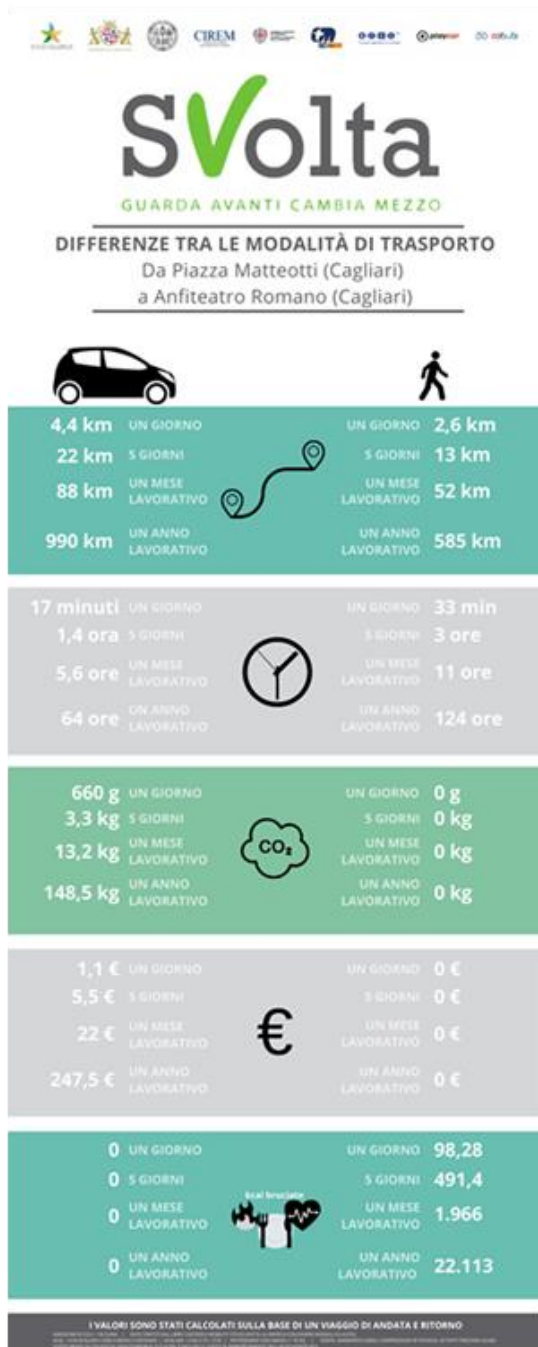 CIREM
SVolta
GUARDA AVANTI CAMBIA MEZZO
DIFFERENZE TRA LE MODALITÀ DI TRASPORTO
Da Piazza Matteotti (Cagliari)
a Anfiteatro Romano (Cagliari)
4,4 km UN GIORNO UN GIORNO 2,6 km
22 km 5 GIORNI 5 GIORNI 13 km
88 km UN MESE LAVORATIVO UN MESE LAVORATIVO 52 km
990 km UN ANNO LAVORATIVO UN ANNO LAVORATIVO 585 km
17 minuti UN GIORNO UN GIORNO 33 min
1,4 ora 5 GIORNI 5 GIORNI 3 ore
5,6 ore UN MESE LAVORATIVO UN MESE LAVORATIVO 11 ore
64 ore UN ANNO LAVORATIVO UN ANNO LAVORATIVO 124 ore
660 g UN GIORNO UN GIORNO 0 g
3,3 kg 5 GIORNI 5 GIORNI 0 kg
13,2 kg UN MESE LAVORATIVO CO₂ UN MESE LAVORATIVO 0 kg
148,5 kg UN ANNO LAVORATIVO UN ANNO LAVORATIVO 0 kg
1,1 € UN GIORNO UN GIORNO 0 €
5,5 € 5 GIORNI 5 GIORNI 0 €
22 € UN MESE LAVORATIVO € UN MESE LAVORATIVO 0 €
247,5 € UN ANNO LAVORATIVO UN ANNO LAVORATIVO 0 €
0 UN GIORNO UN GIORNO 98,28
0 5 GIORNI 5 GIORNI 491,4
kcal bruciate
0 UN MESE LAVORATIVO UN MESE LAVORATIVO 1.966
0 UN ANNO LAVORATIVO UN ANNO LAVORATIVO 22.113
I VALORI SONO STATI CALCOLATI SULLA BASE DI UN VIAGGIO DI ANDATA E RITORNO